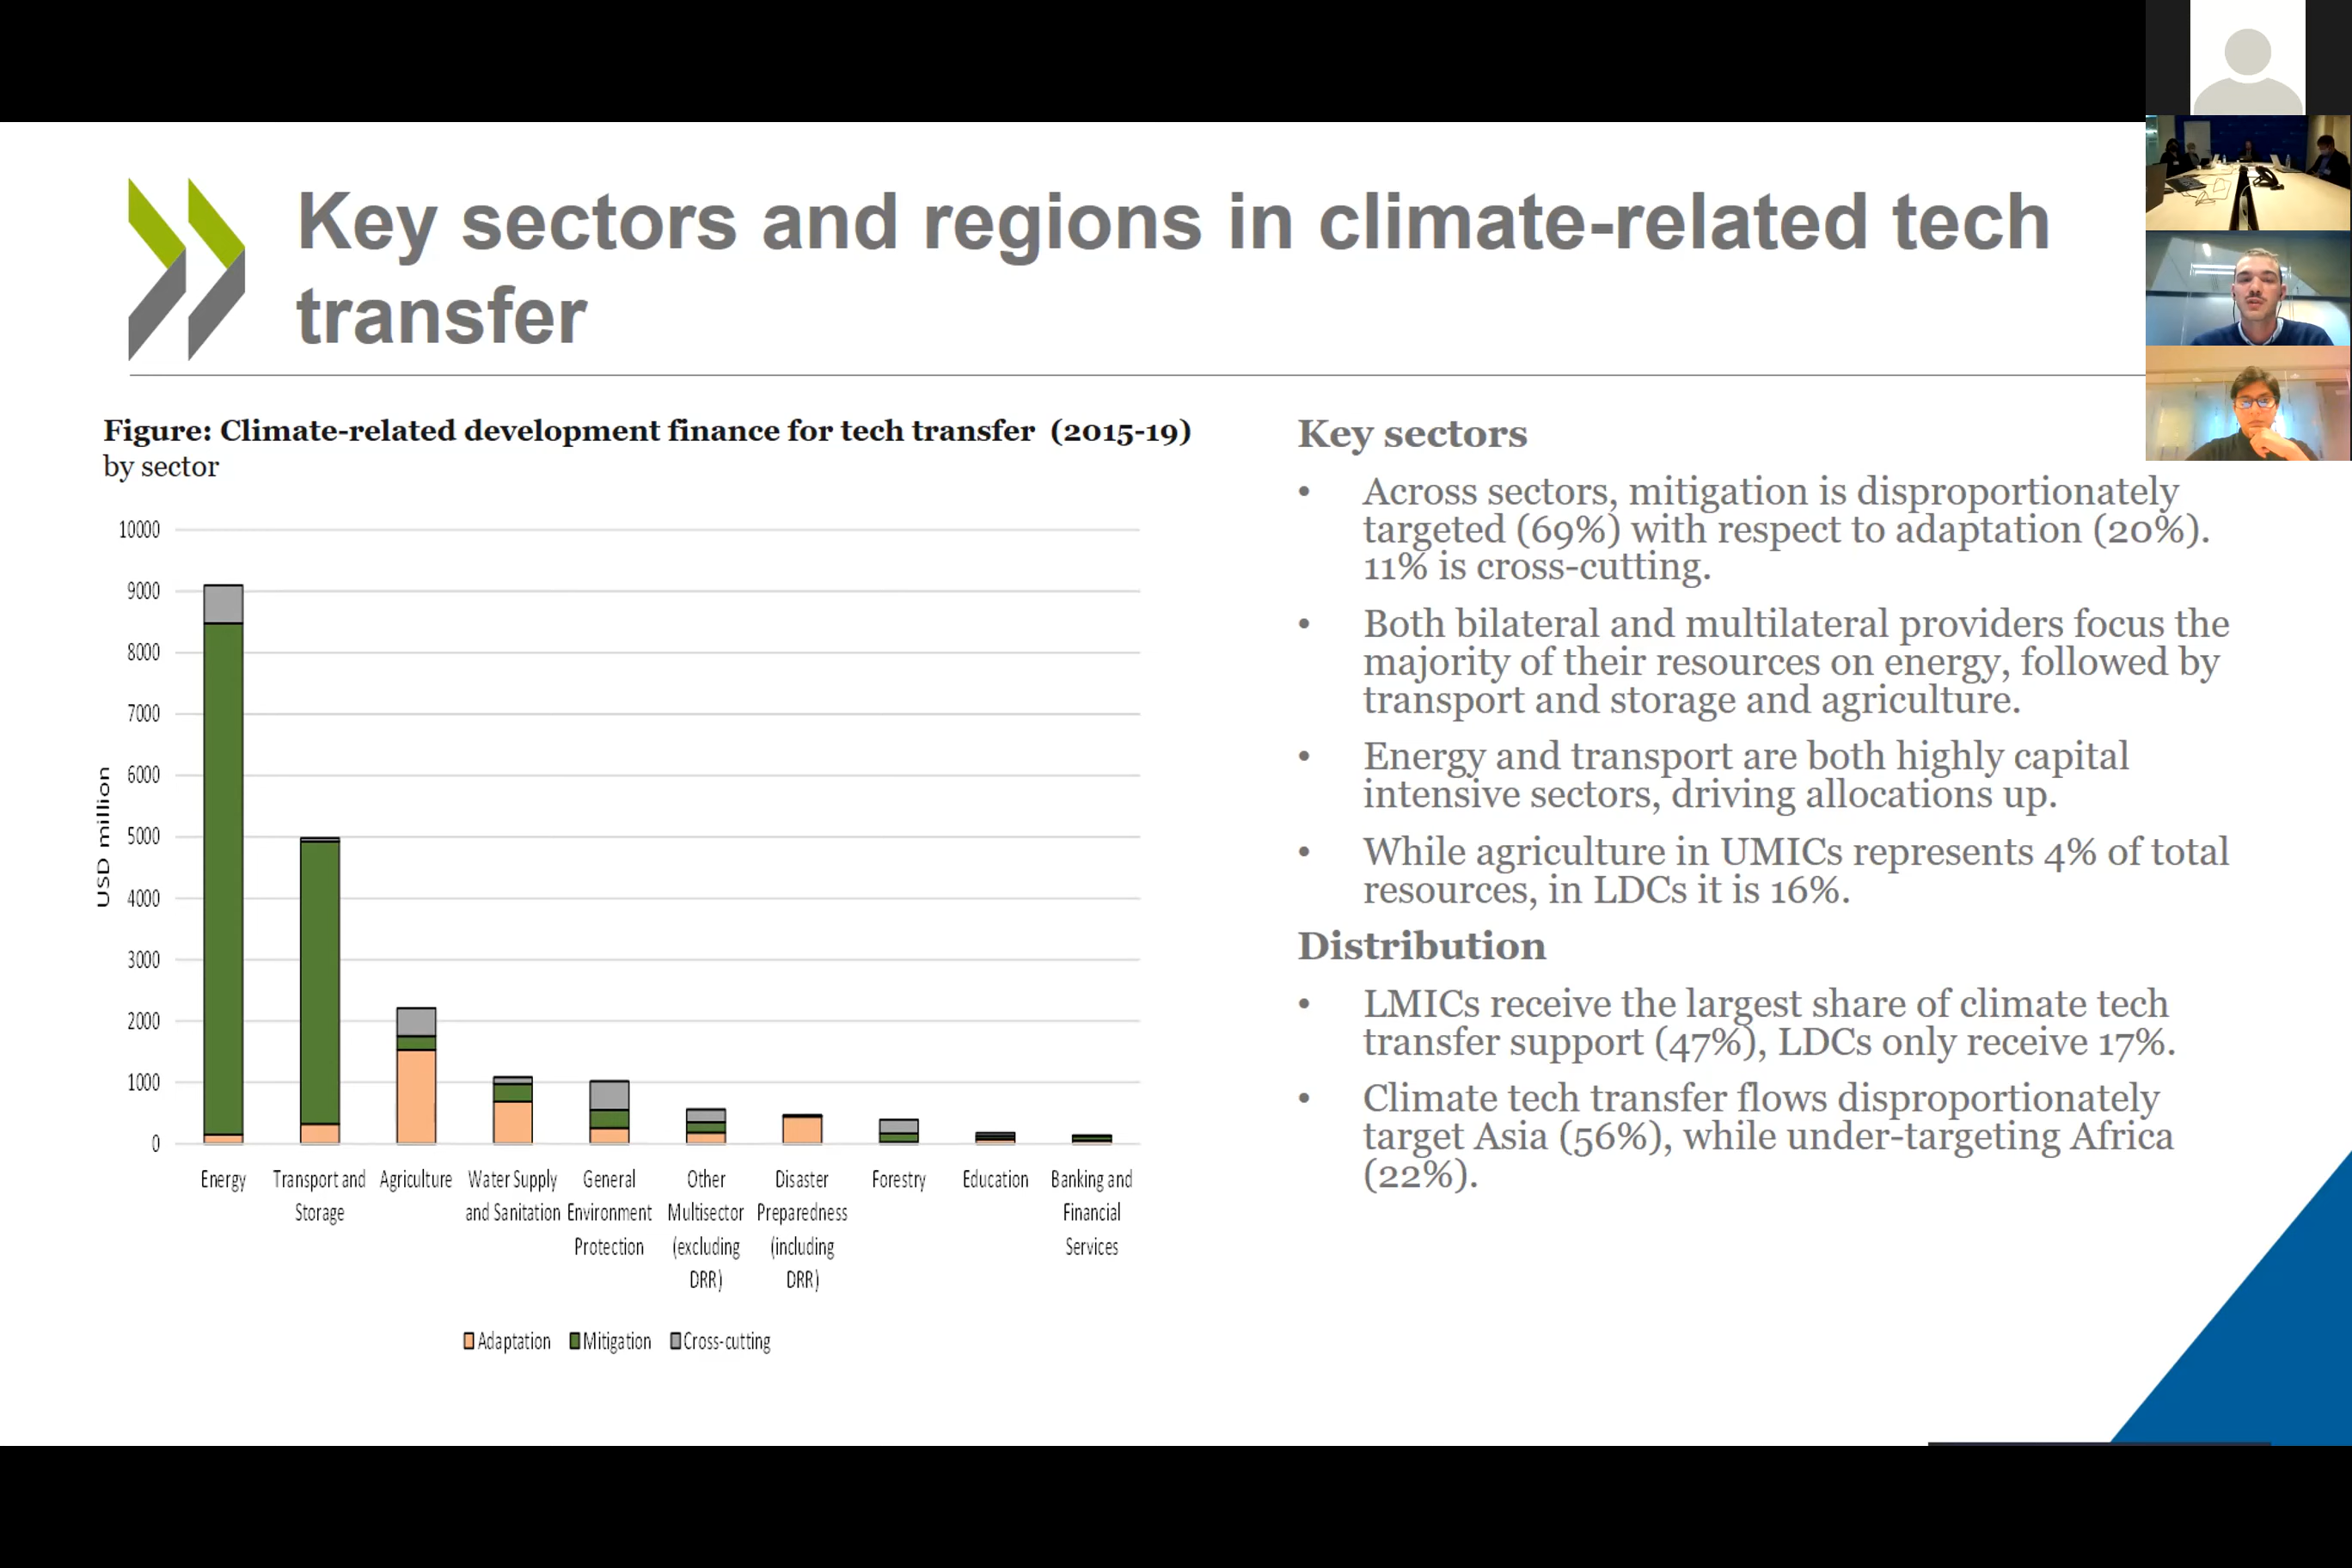 Key sectors and regions in climate-related tech
transfer
Figure: Climate-related development finance for tech transfer (2015-19)
by sector
USD million
10000
9000
8000
7000
6000
5000
4000
3000
2000
1000
0
Energy
Transport and
Storage
Agriculture
Water Supply
and Sanitation
General
Environment
Protection
Other
Multisector
(excluding
DRR)
Disaster
Preparedness
(including
DRR)
Forestry
Education
Banking and
Financial
Services
Adaptation
Mitigation
Cross-cutting
Key sectors
• Across sectors, mitigation is disproportionately
targeted (69%) with respect to adaptation (20%).
11% is cross-cutting.
• Both bilateral and multilateral providers focus the
majority of their resources on energy, followed by
transport and storage and agriculture.
• Energy and transport are both highly capital
intensive sectors, driving allocations up.
• While agriculture in UMICs represents 4% of total
resources, in LDCs it is 16%.
Distribution
• LMICs receive the largest share of climate tech
transfer support (47%), LDCs only receive 17%.
• Climate tech transfer flows disproportionately
target Asia (56%), while under-targeting Africa
(22%).